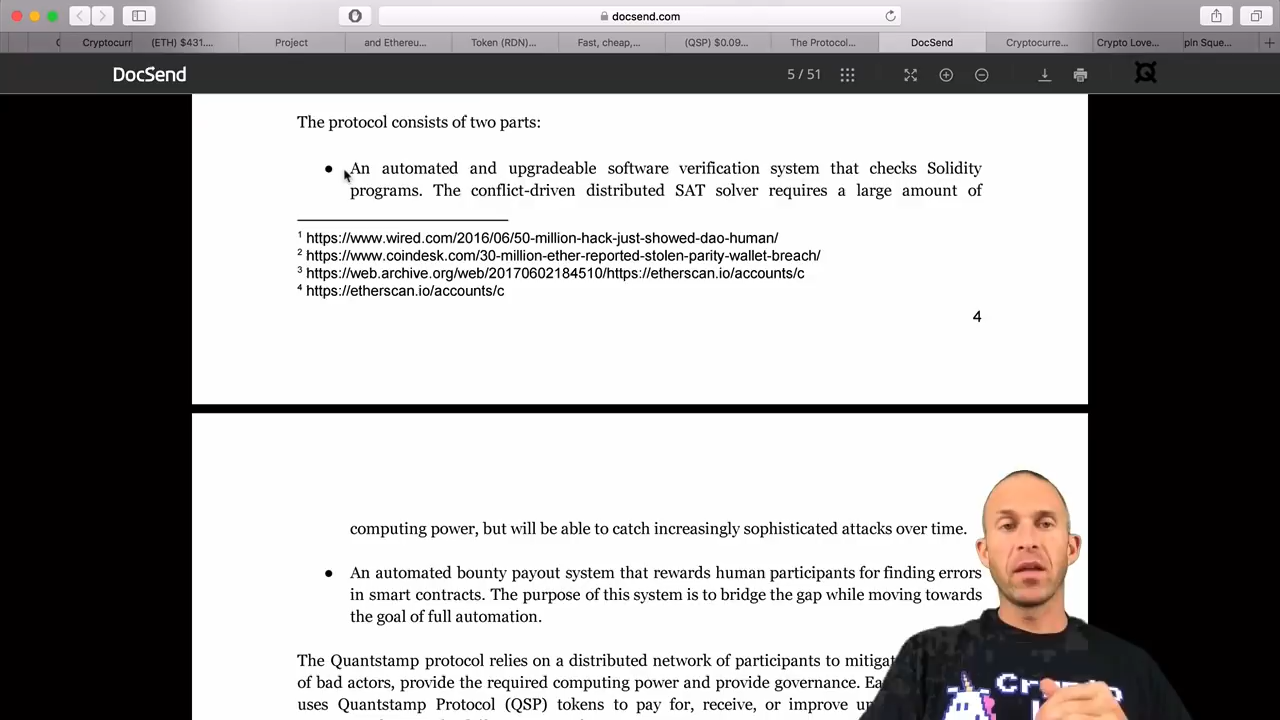 docsend.com
Cryptocurr
(ETH) $431....
Project
and Ethereu...
Token (RDN)...
Fast, cheap,...
(QSP) $0.09...
The Protocol...
DocSend
Cryptocurre...
Crypto Love...
pin Sque...
DocSend
5 / 51
The protocol consists of two parts:
● An automated and upgradeable software verification system that checks Solidity
programs. The conflict-driven distributed SAT solver requires a large amount of
1 https://www.wired.com/2016/06/50-million-hack-just-showed-dao-human/
2 https://www.coindesk.com/30-million-ether-reported-stolen-parity-wallet-breach/
3 https://web.archive.org/web/20170602184510/https://etherscan.io/accounts/c
4 https://etherscan.io/accounts/c
4
computing power, but will be able to catch increasingly sophisticated attacks over time.
● An automated bounty payout system that rewards human participants for finding errors
in smart contracts. The purpose of this system is to bridge the gap while moving towards
the goal of full automation.
The Quantstamp protocol relies on a distributed network of participants to mitigat
of bad actors, provide the required computing power and provide governance. Ea
uses Quantstamp Protocol (QSP) tokens to pay for, receive, or improve u
Crypto